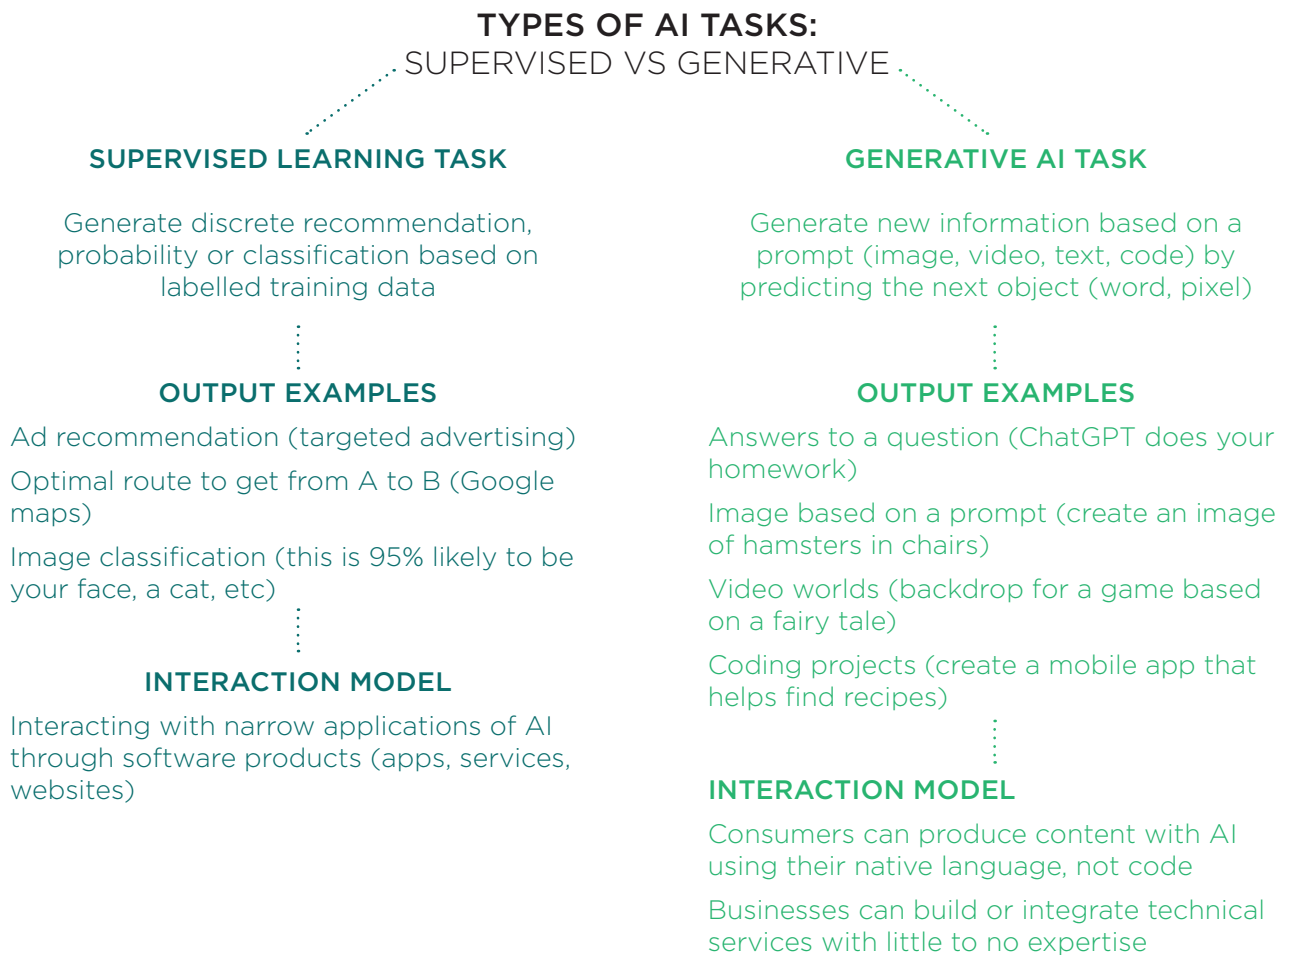 TYPES OF AI TASKS:
SUPERVISED VS GENERATIVE
SUPERVISED LEARNING TASK
Generate discrete recommendation,
probability or classification based on
labelled training data
OUTPUT EXAMPLES
Ad recommendation (targeted advertising)
Optimal route to get from A to B (Google
maps)
Image classification (this is 95% likely to be
your face, a cat, etc)
INTERACTION MODEL
Interacting with narrow applications of AI
through software products (apps, services,
websites)
GENERATIVE AI TASK
Generate new information based on a
prompt (image, video, text, code) by
predicting the next object (word, pixel)
OUTPUT EXAMPLES
Answers to a question (ChatGPT does your
homework)
Image based on a prompt (create an image
of hamsters in chairs)
Video worlds (backdrop for a game based
on a fairy tale)
Coding projects (create a mobile app that
helps find recipes)
INTERACTION MODEL
Consumers can produce content with AI
using their native language, not code
Businesses can build or integrate technical
services with little to no expertise